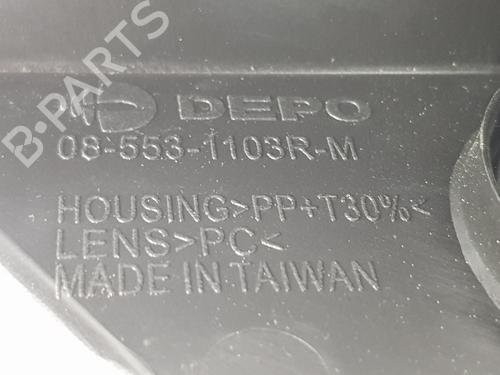 DEPO
08-553-1103R-M
HOUSING>PP+T30%<
LENS>PC<
MADE IN TAIWAN
B-PARTS